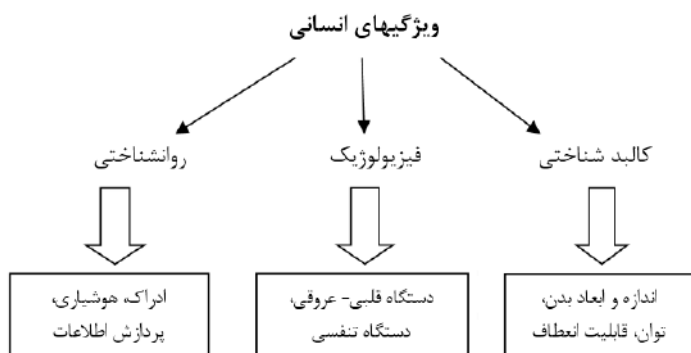 ویژگیهای انسانی
کالبد شناختی
فیزیولوژیک
روانشناختی
اندازه و ابعاد بدن،
توان، قابلیت انعطاف
دستگاه قلبی- عروقی،
دستگاه تنفسی
ادراک، هوشیاری،
پردازش اطلاعات